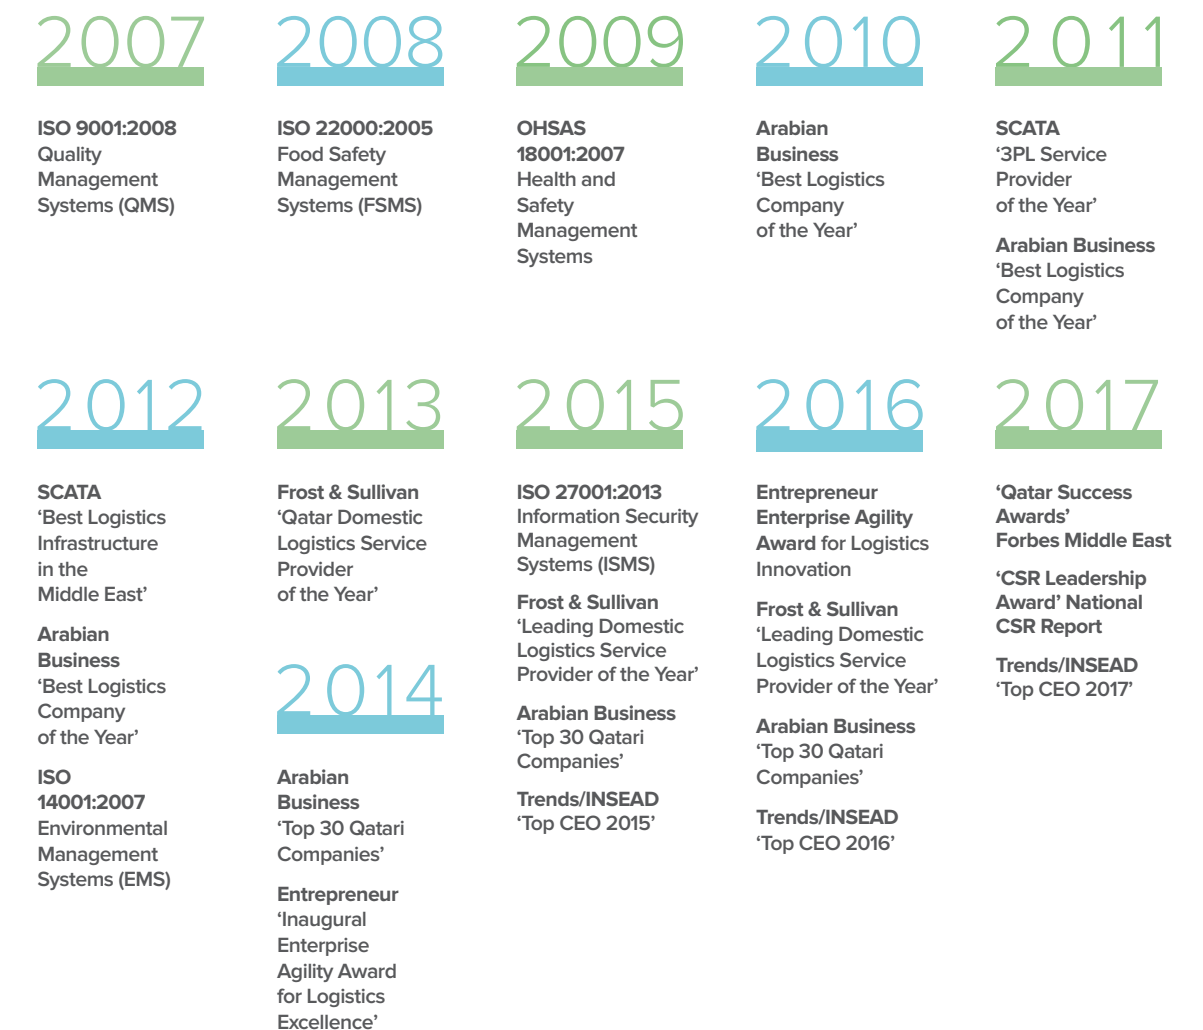 2007
ISO 9001:2008
Quality
Management
Systems (QMS)
2008
ISO 22000:2005
Food Safety
Management
Systems (FSMS)
2009
OHSAS
18001:2007
Health and
Safety
Management
Systems
2010
Arabian
Business
‘Best Logistics
Company
of the Year’
2011
SCATA
‘3PL Service
Provider
of the Year’
Arabian Business
‘Best Logistics
Company
of the Year’
2012
SCATA
‘Best Logistics
Infrastructure
in the
Middle East’
Arabian
Business
‘Best Logistics
Company
of the Year’
ISO
14001:2007
Environmental
Management
Systems (EMS)
2013
Frost & Sullivan
‘Qatar Domestic
Logistics Service
Provider
of the Year’
2014
Arabian
Business
‘Top 30 Qatari
Companies’
Entrepreneur
‘Inaugural
Enterprise
Agility Award
for Logistics
Excellence’
2015
ISO 27001:2013
Information Security
Management
Systems (ISMS)
Frost & Sullivan
‘Leading Domestic
Logistics Service
Provider of the Year’
Arabian Business
‘Top 30 Qatari
Companies’
Trends/INSEAD
‘Top CEO 2015’
2016
Entrepreneur
Enterprise Agility
Award for Logistics
Innovation
Frost & Sullivan
‘Leading Domestic
Logistics Service
Provider of the Year’
Arabian Business
‘Top 30 Qatari
Companies’
Trends/INSEAD
‘Top CEO 2016’
2017
‘Qatar Success
Awards’
Forbes Middle East
‘CSR Leadership
Award’ National
CSR Report
Trends/INSEAD
‘Top CEO 2017’